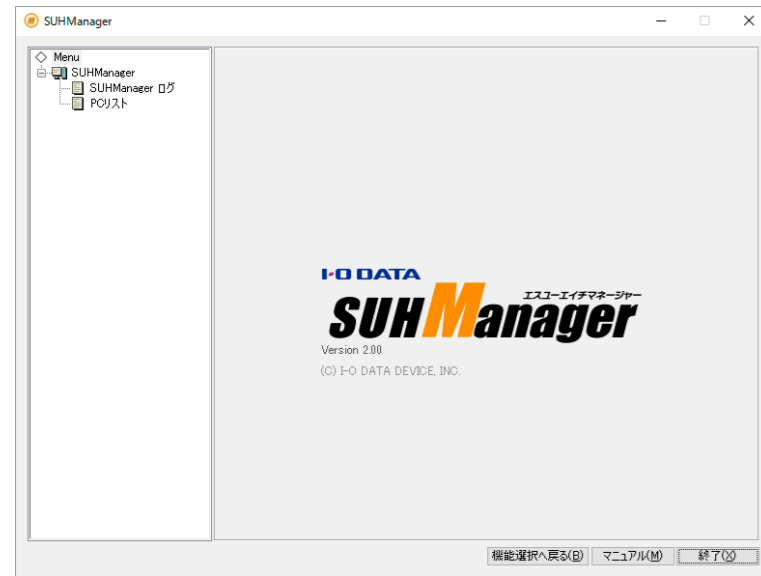 SUHManager
Menu
SUHManager
SUHManager ログ
PCリスト
I-O DATA
エスユーエイチマネージャー
SUHManager
Version 2.00
(C) I-O DATA DEVICE, INC.
機能選択へ戻る(B) マニュアル(M) 終了(X)